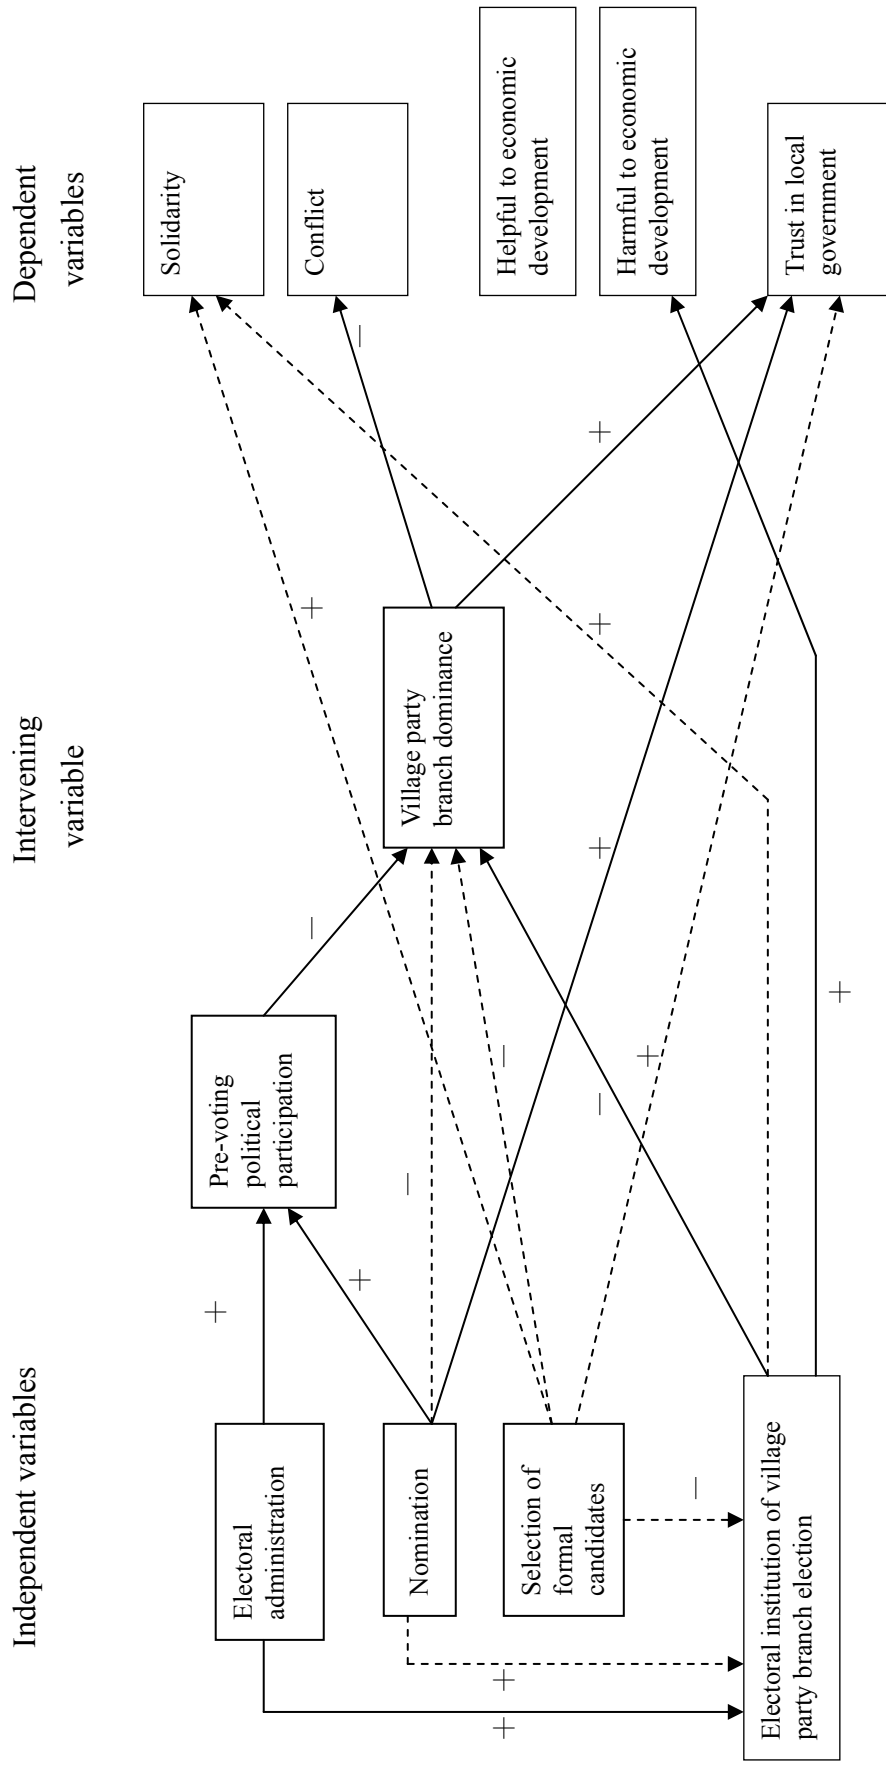 Independent variables
Intervening
variable
Dependent
variables
Electoral
administration
Nomination
Selection of
formal
candidates
Electoral institution of village
party branch election
Pre-voting
political
participation
Village party
branch dominance
Solidarity
Conflict
Helpful to economic
development
Harmful to economic
development
Trust in local
government
+
+
+
+
–
–
–
–
–
+
+
+
+
+
+
–